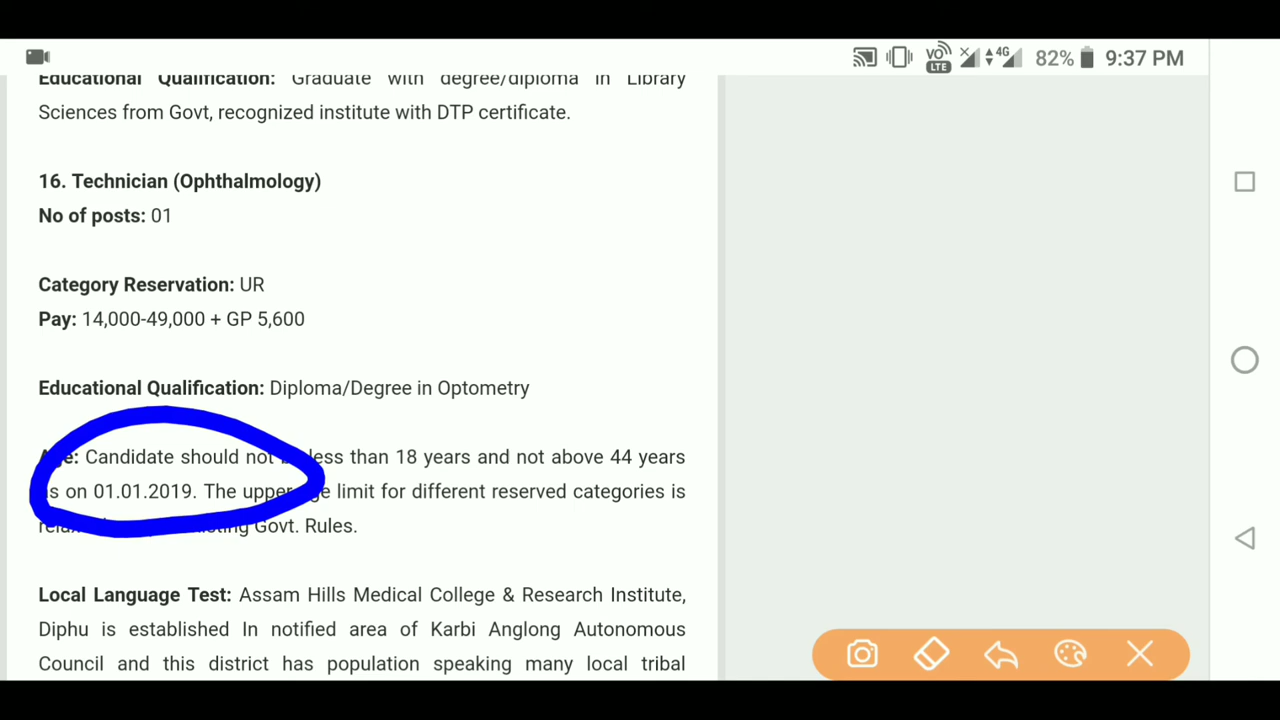 VO LTE 4G 82% 9:37 PM
Educational Qualification: Graduate with degree/diploma in Library
Sciences from Govt, recognized institute with DTP certificate.
16. Technician (Ophthalmology)
No of posts: 01
Category Reservation: UR
Pay: 14,000-49,000 + GP 5,600
Educational Qualification: Diploma/Degree in Optometry
Age: Candidate should not be less than 18 years and not above 44 years
as on 01.01.2019. The upper age limit for different reserved categories is
Govt. Rules.
Local Language Test: Assam Hills Medical College & Research Institute,
Diphu is established In notified area of Karbi Anglong Autonomous
Council and this district has population speaking many local tribal